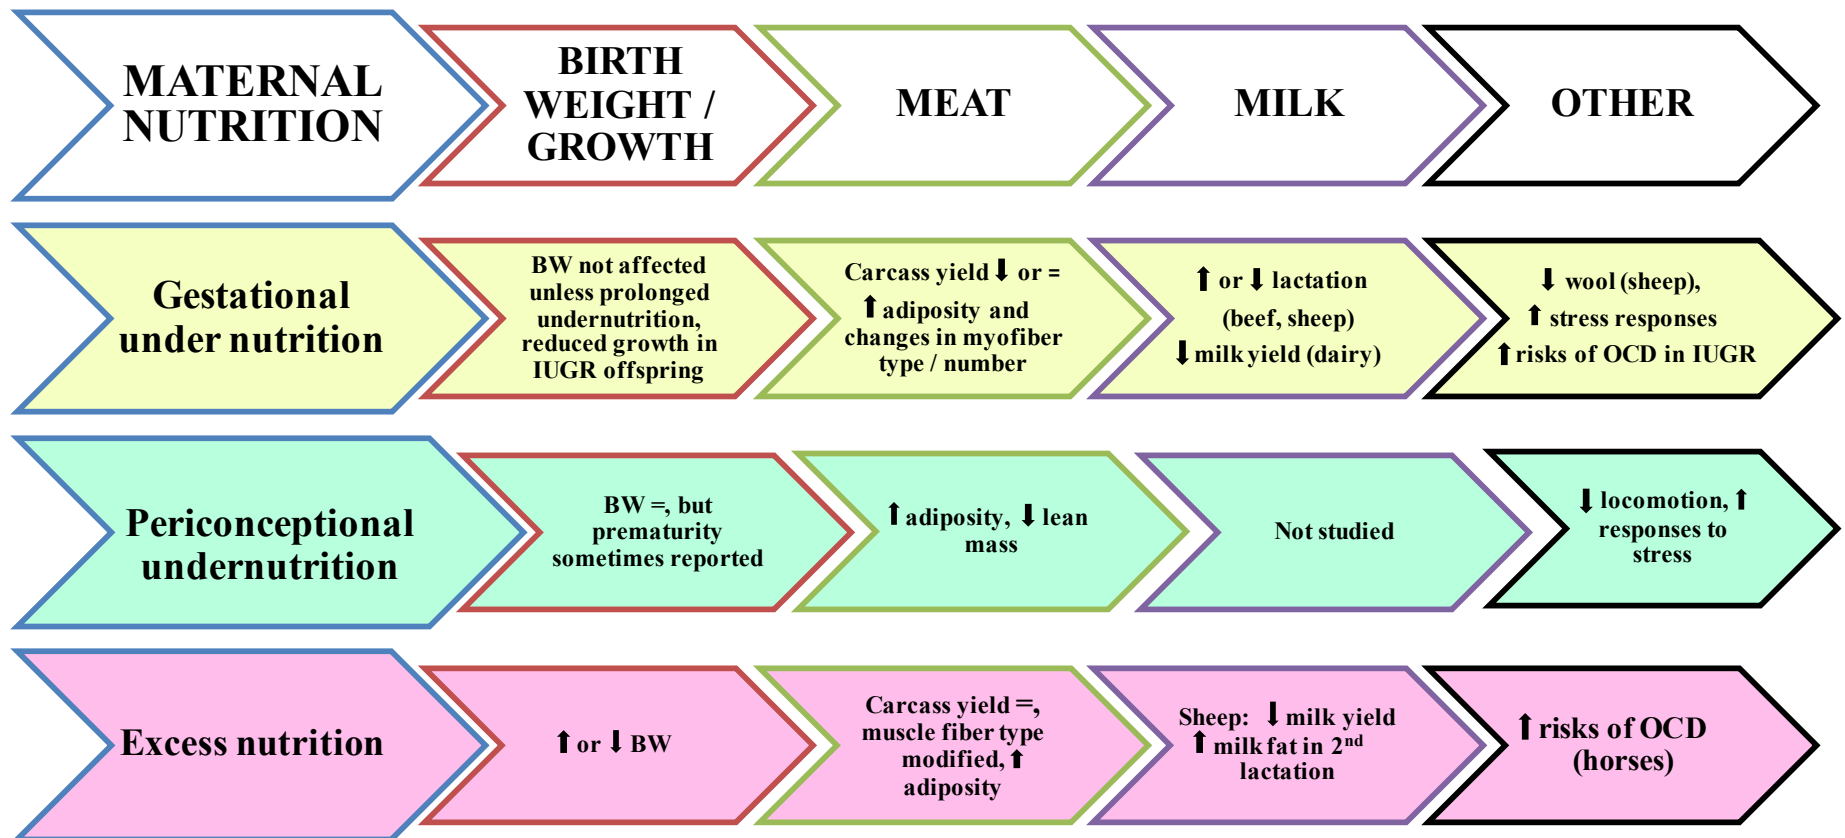 MATERNAL
NUTRITION
BIRTH
WEIGHT /
GROWTH
MEAT
MILK
OTHER
Gestational
under nutrition
BW not affected
unless prolonged
undernutrition,
reduced growth in
IUGR offspring
Carcass yield ⬇ or =
⬆ adiposity and
changes in myofiber
type / number
⬆ or ⬇ lactation
(beef, sheep)
⬇ milk yield (dairy)
⬇ wool (sheep),
⬆ stress responses
⬆ risks of OCD in IUGR
Periconceptional
undernutrition
BW =, but
prematurity
sometimes reported
⬆ adiposity, ⬇ lean
mass
Not studied
⬇ locomotion, ⬆
responses to
stress
Excess nutrition
⬆ or ⬇ BW
Carcass yield =,
muscle fiber type
modified, ⬆
adiposity
Sheep: ⬇ milk yield
⬆ milk fat in 2nd
lactation
⬆ risks of OCD
(horses)